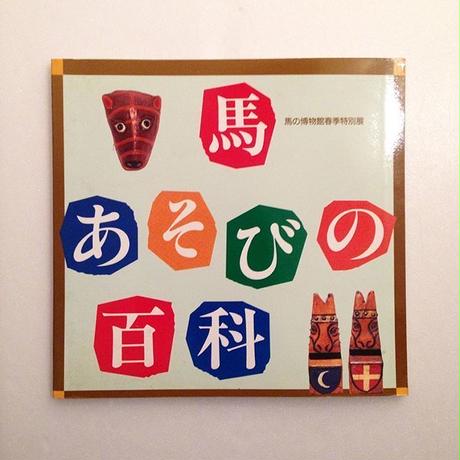 馬
馬の博物館春季特別展
あそびの
百科